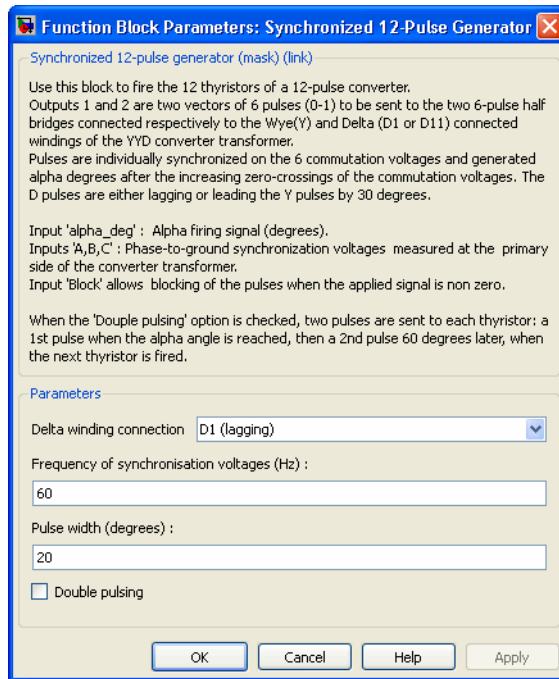 Function Block Parameters: Synchronized 12-Pulse Generator
Synchronized 12-pulse generator (mask) (link)
Use this block to fire the 12 thyristors of a 12-pulse converter.
Outputs 1 and 2 are two vectors of 6 pulses (0-1) to be sent to the two 6-pulse half
bridges connected respectively to the Wye(Y) and Delta (D1 or D11) connected
windings of the YYD converter transformer.
Pulses are individually synchronized on the 6 commutation voltages and generated
alpha degrees after the increasing zero-crossings of the commutation voltages. The
D pulses are either lagging or leading the Y pulses by 30 degrees.
Input 'alpha_deg' : Alpha firing signal (degrees).
Inputs 'A,B,C' : Phase-to-ground synchronization voltages measured at the primary
side of the converter transformer.
Input 'Block' allows blocking of the pulses when the applied signal is non zero.
When the 'Douple pulsing' option is checked, two pulses are sent to each thyristor: a
1st pulse when the alpha angle is reached, then a 2nd pulse 60 degrees later, when
the next thyristor is fired.
Parameters
Delta winding connection D1 (lagging)
Frequency of synchronisation voltages (Hz) :
60
Pulse width (degrees) :
20
Double pulsing
OK Cancel Help Apply